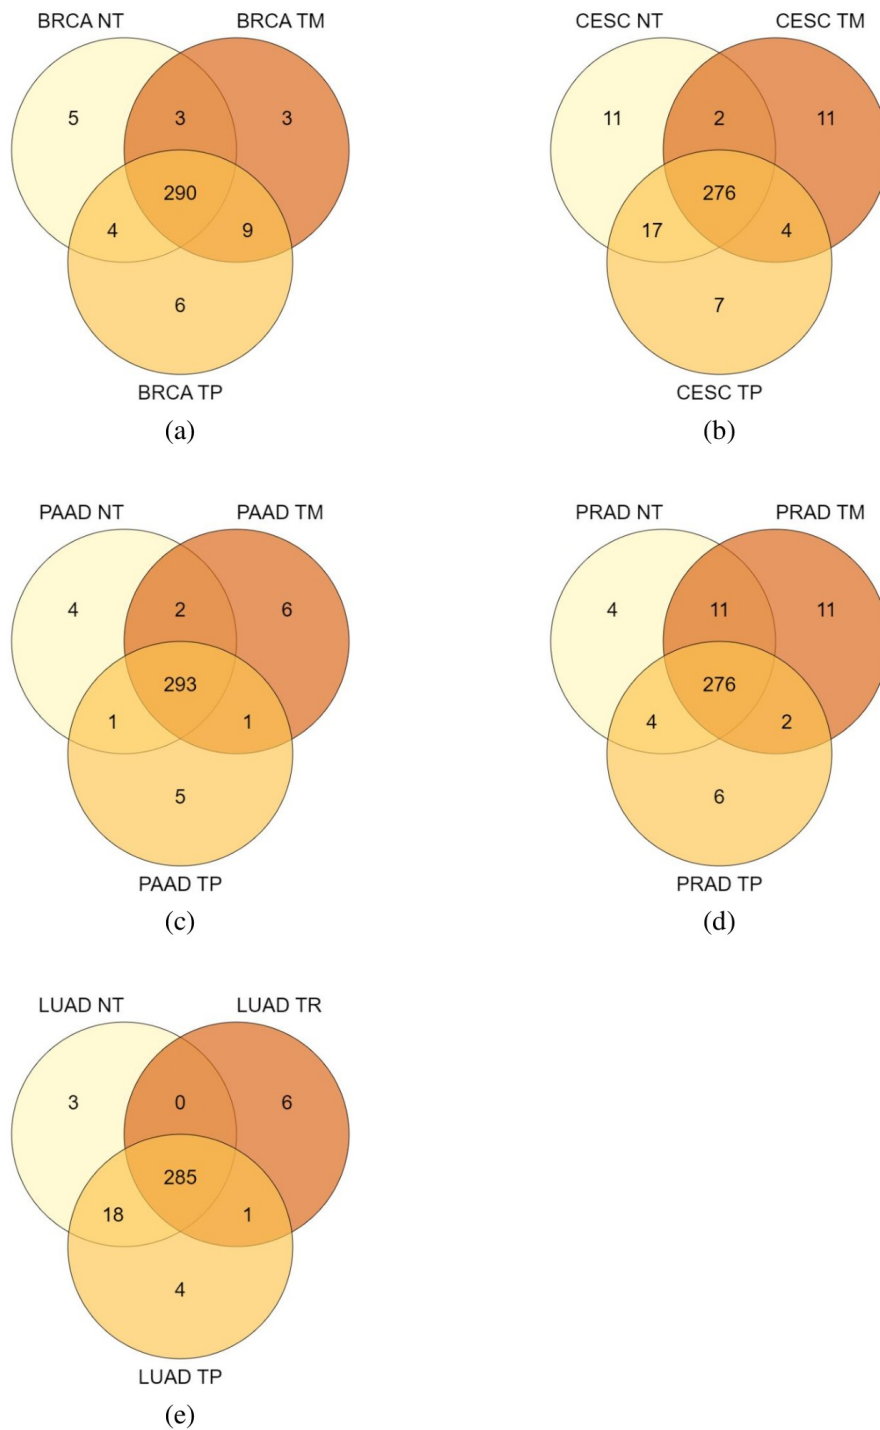 BRCA NT BRCA TM
5 3 3
290
4 9
6
BRCA TP
(a)
CESC NT CESC TM
11 2 11
276
17 4
7
CESC TP
(b)
PAAD NT PAAD TM
4 2 6
293
1 1
5
PAAD TP
(c)
PRAD NT PRAD TM
4 11 11
276
4 2
6
PRAD TP
(d)
LUAD NT LUAD TR
3 0 6
285
18 1
4
LUAD TP
(e)